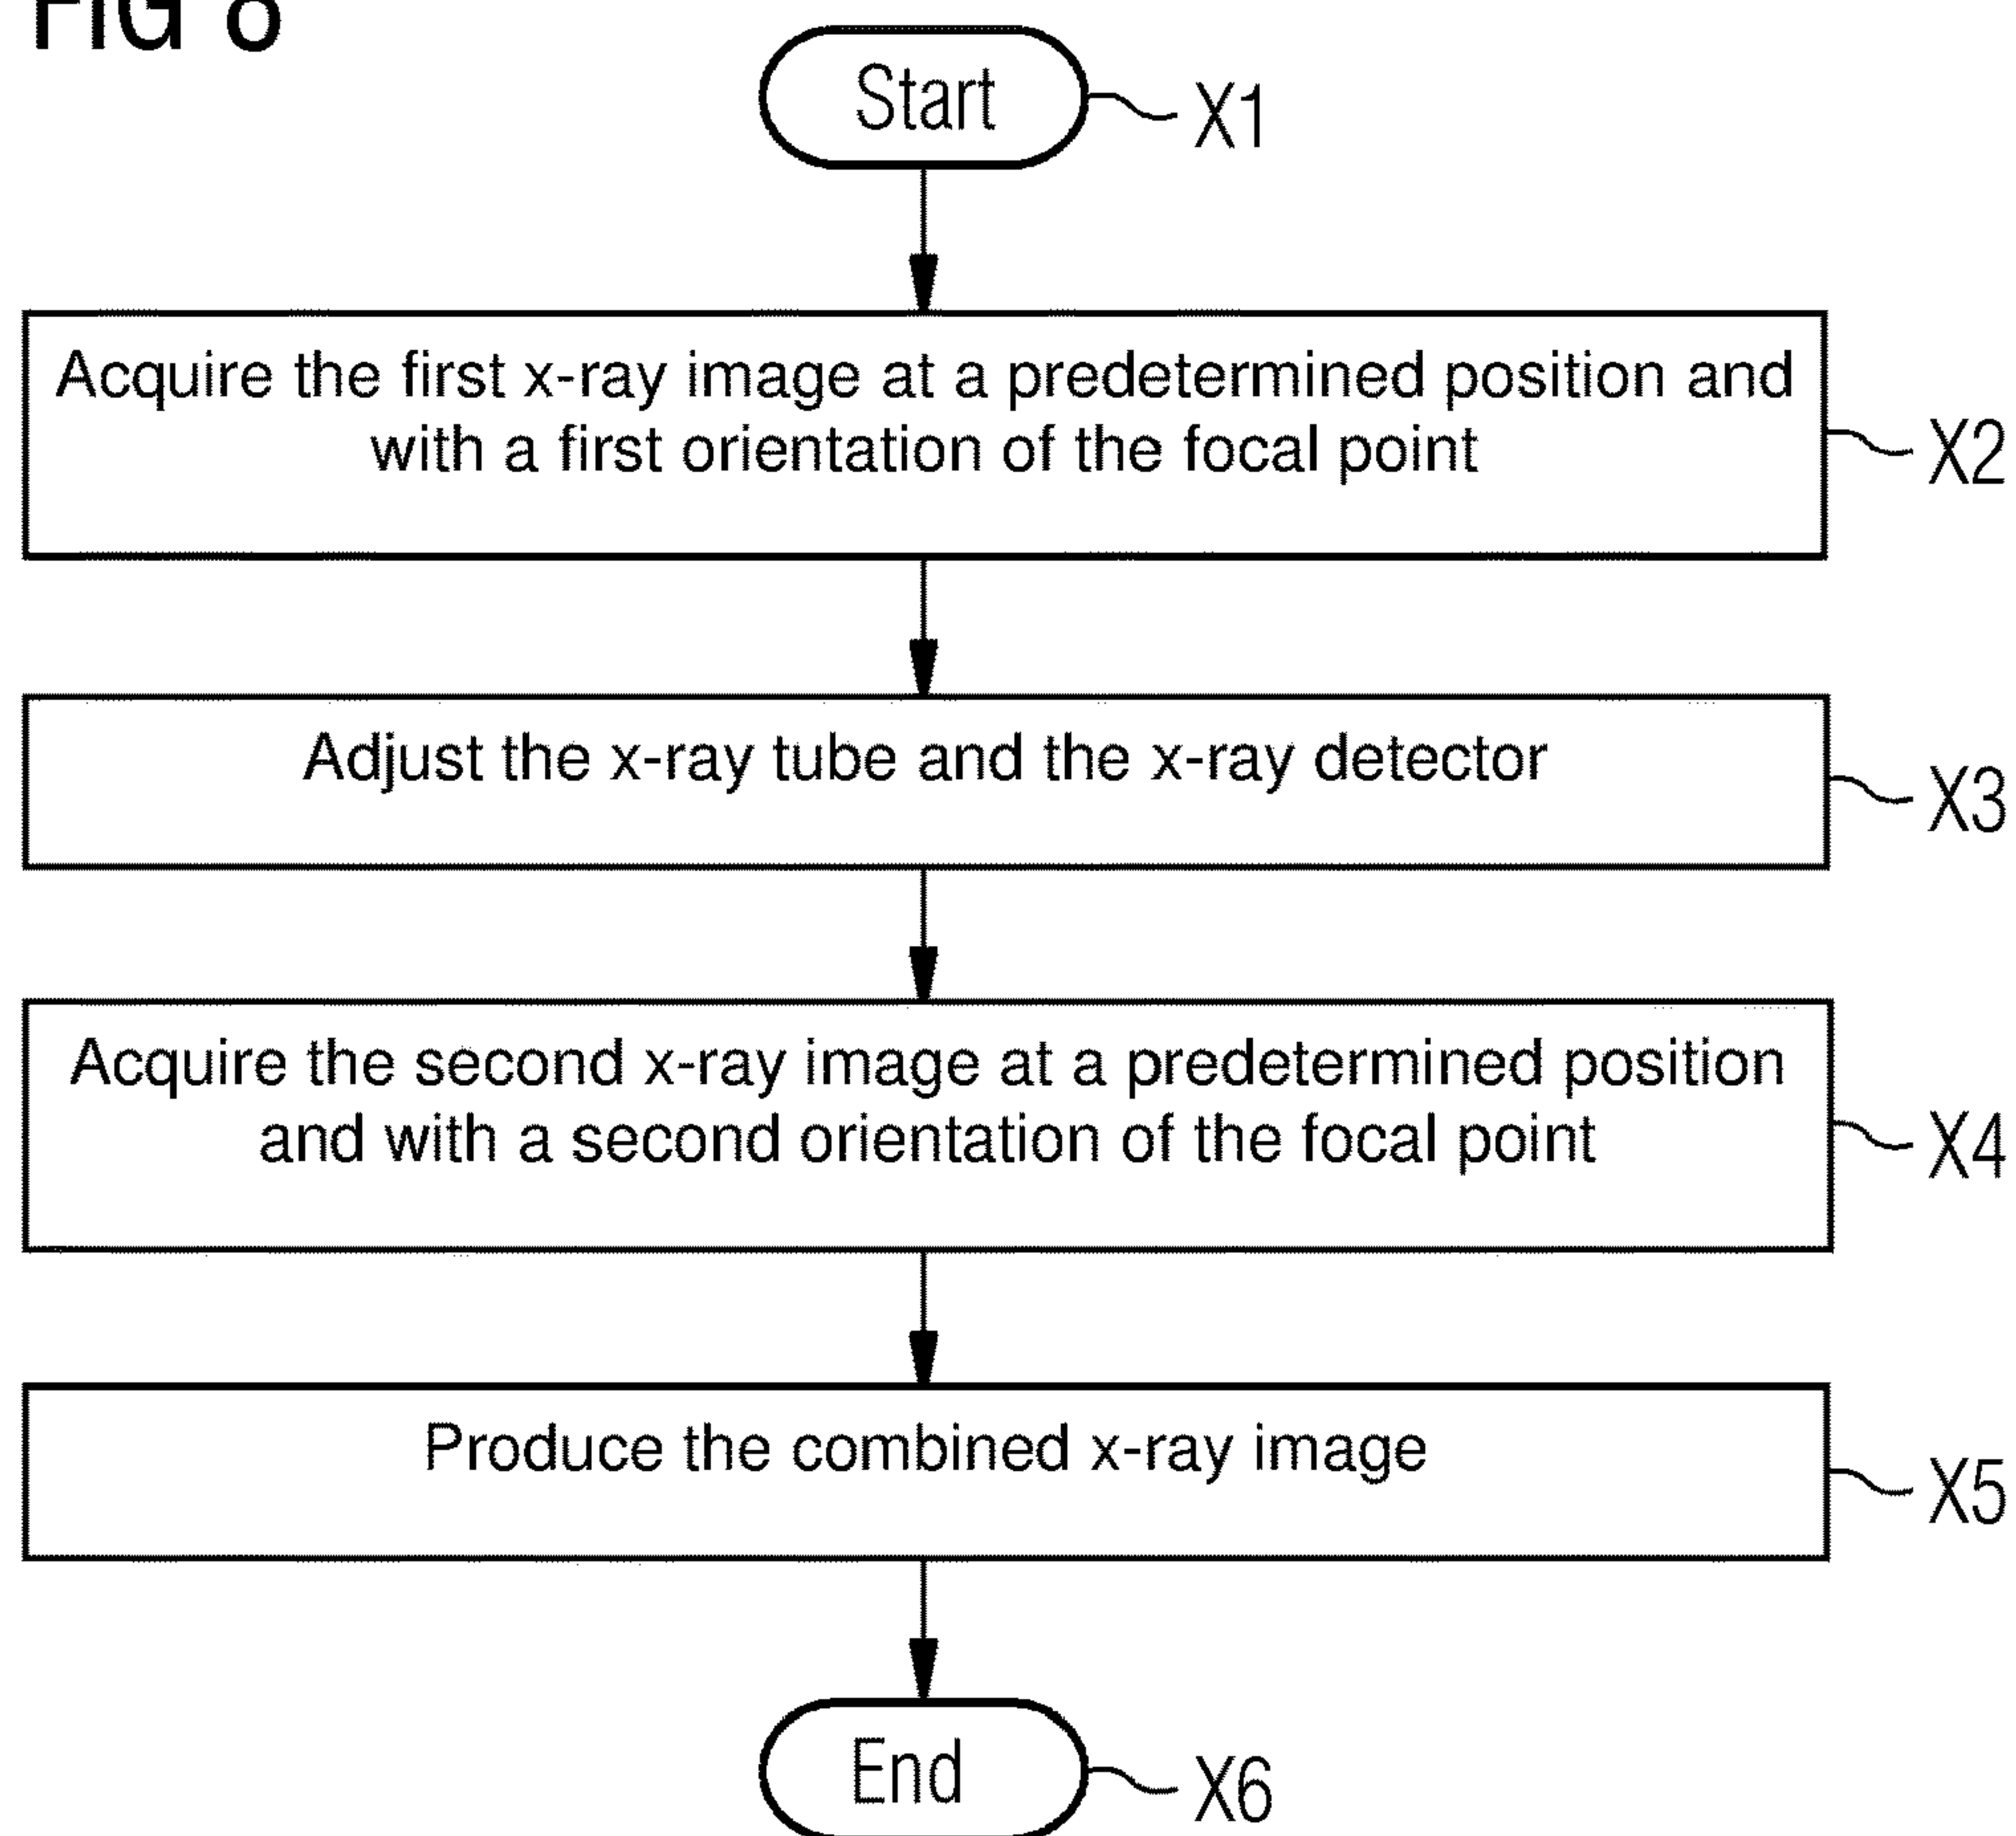 FIG 8
Start
X1
Acquire the first x-ray image at a predetermined position and
with a first orientation of the focal point
X2
Adjust the x-ray tube and the x-ray detector
X3
Acquire the second x-ray image at a predetermined position
and with a second orientation of the focal point
X4
Produce the combined x-ray image
X5
End
X6